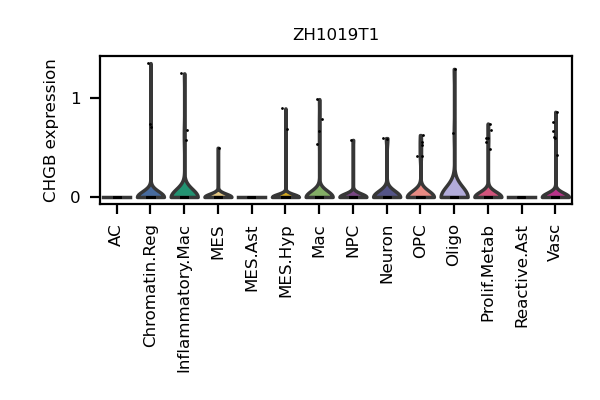 ZH1019T1
CHGB expression
1
0
AC
Chromatin.Reg
Inflammatory.Mac
MES
MES.Ast
MES.Hyp
Mac
NPC
Neuron
OPC
Oligo
Prolif.Metab
Reactive.Ast
Vasc